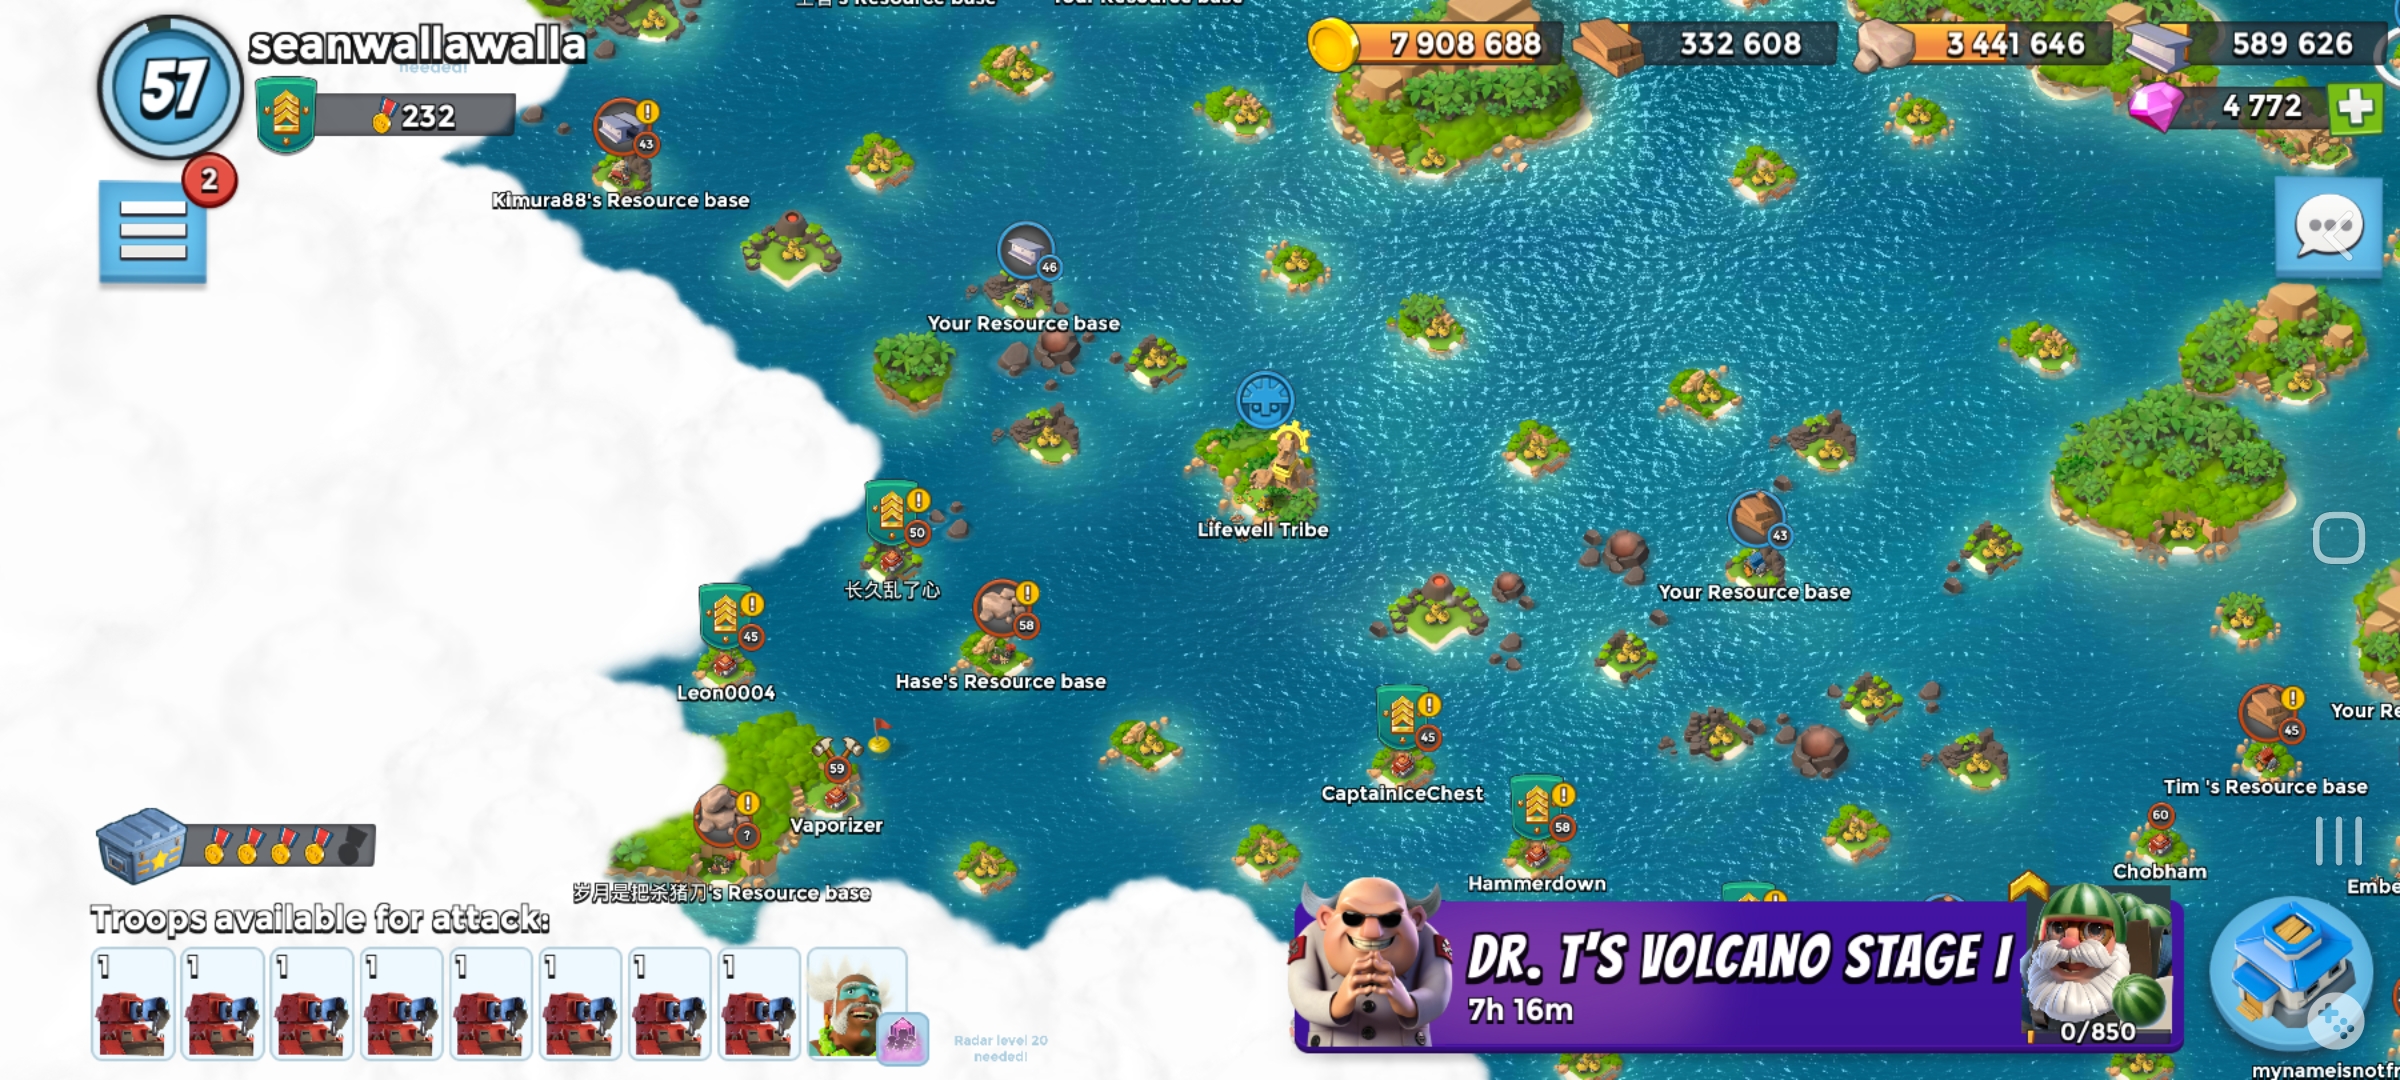 seanwallawalla
57
232
2
7 908 688
332 608
3 441 646
589 626
4 772
needed!
43
Kimura88's Resource base
46
Your Resource base
Lifewell Tribe
50
长久乱了心
43
Your Resource base
45
Leon0004
58
Hase's Resource base
45
CaptainIceChest
45
Tim 's Resource base
59
Vaporizer
?
岁月是把杀猪刀's Resource base
58
Hammerdown
60
Chobham
Troops available for attack:
1
1
1
1
1
1
1
1
Radar level 20
needed!
DR. T'S VOLCANO STAGE I
7h 16m
0/850